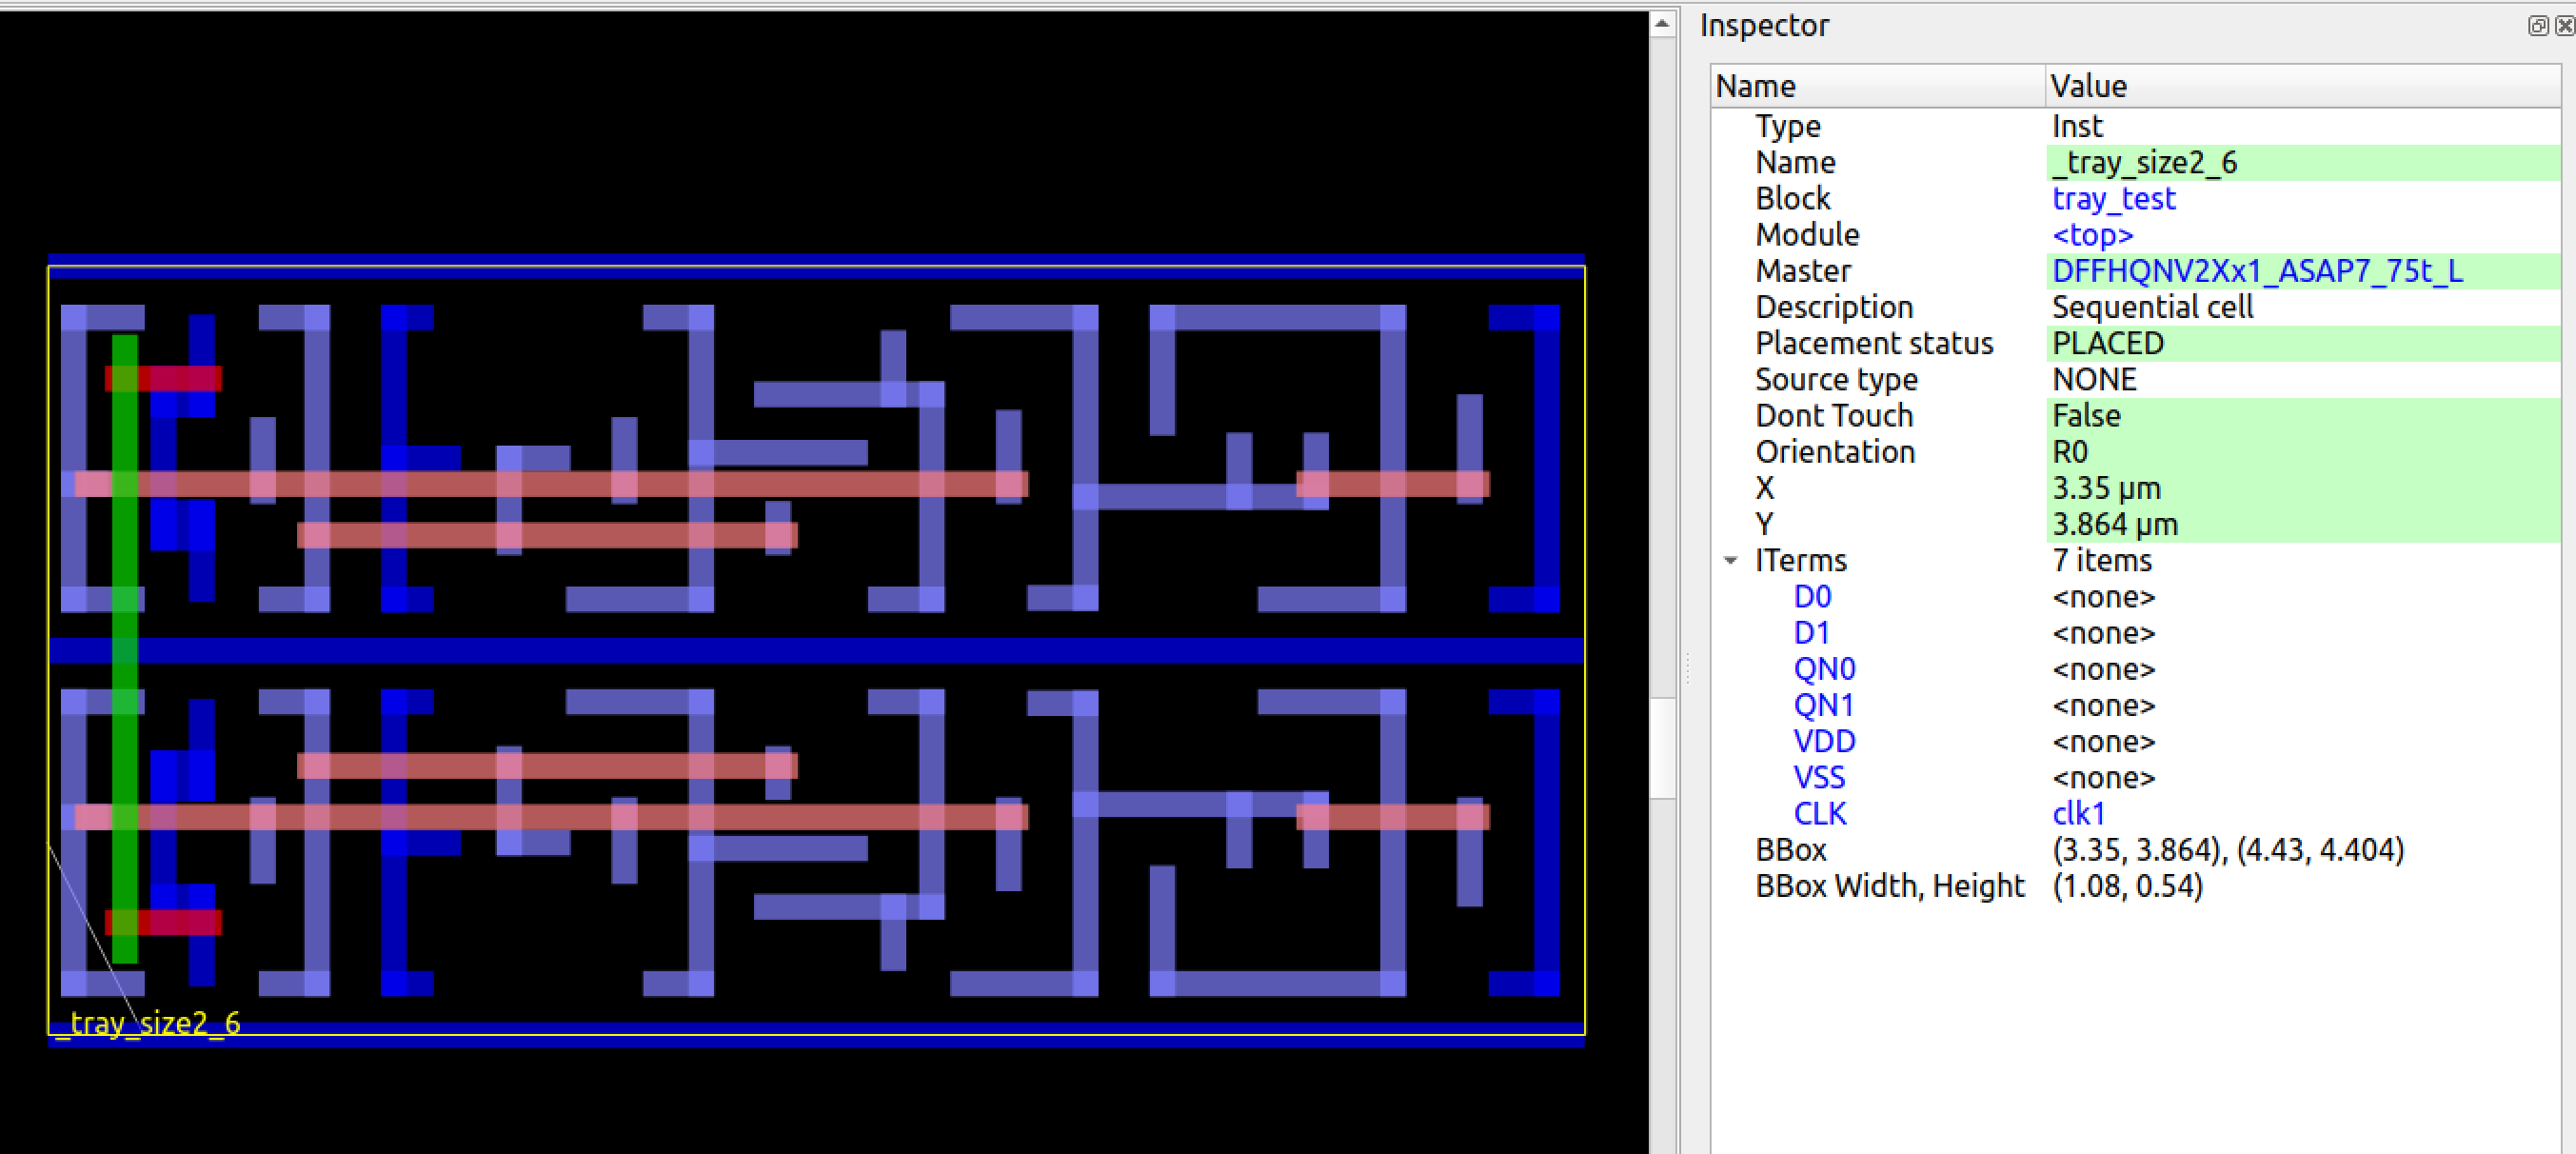 Inspector
Name Value
Type Inst
Name _tray_size2_6
Block tray_test
Module <top>
Master DFFHQNV2Xx1_ASAP7_75t_L
Description Sequential cell
Placement status PLACED
Source type NONE
Dont Touch False
Orientation R0
X 3.35 μm
Y 3.864 μm
ITerms 7 items
D0 <none>
D1 <none>
QN0 <none>
QN1 <none>
VDD <none>
VSS <none>
CLK clk1
BBox (3.35, 3.864), (4.43, 4.404)
BBox Width, Height (1.08, 0.54)
_tray_size2_6